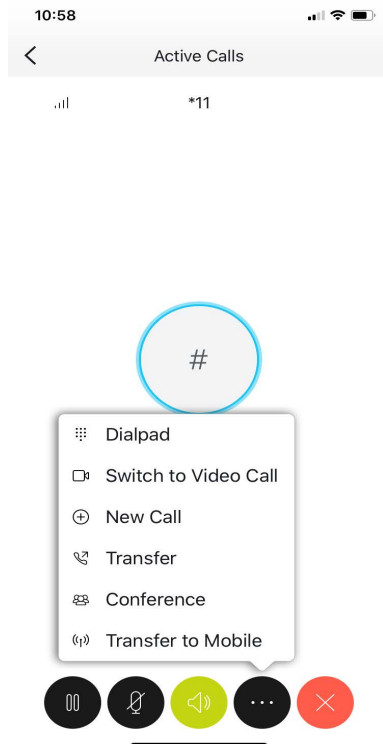 10:58
Active Calls
*11
#
Dialpad
Switch to Video Call
New Call
Transfer
Conference
Transfer to Mobile